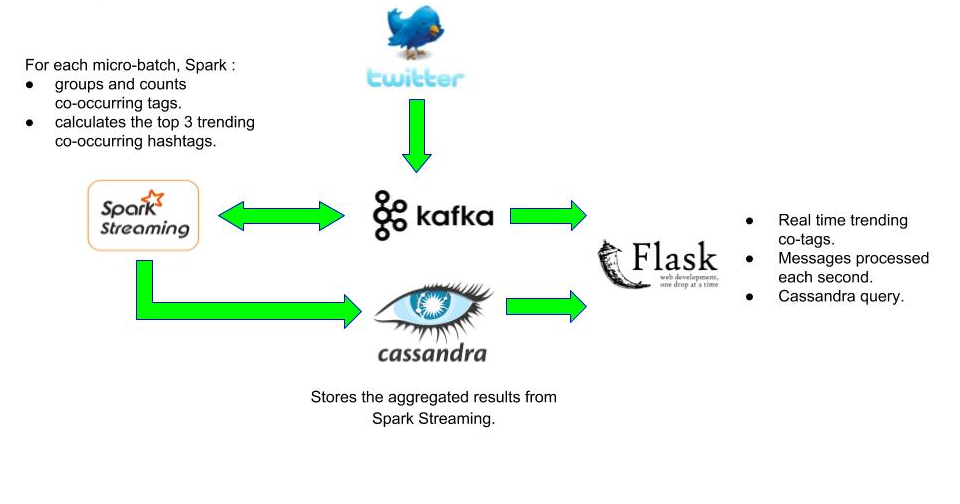 twitter
For each micro-batch, Spark :
● groups and counts
co-occurring tags.
● calculates the top 3 trending
co-occurring hashtags.
Spark
Streaming
kafka
Flask
web development,
one drop at a time
● Real time trending
co-tags.
● Messages processed
each second.
● Cassandra query.
cassandra
Stores the aggregated results from
Spark Streaming.